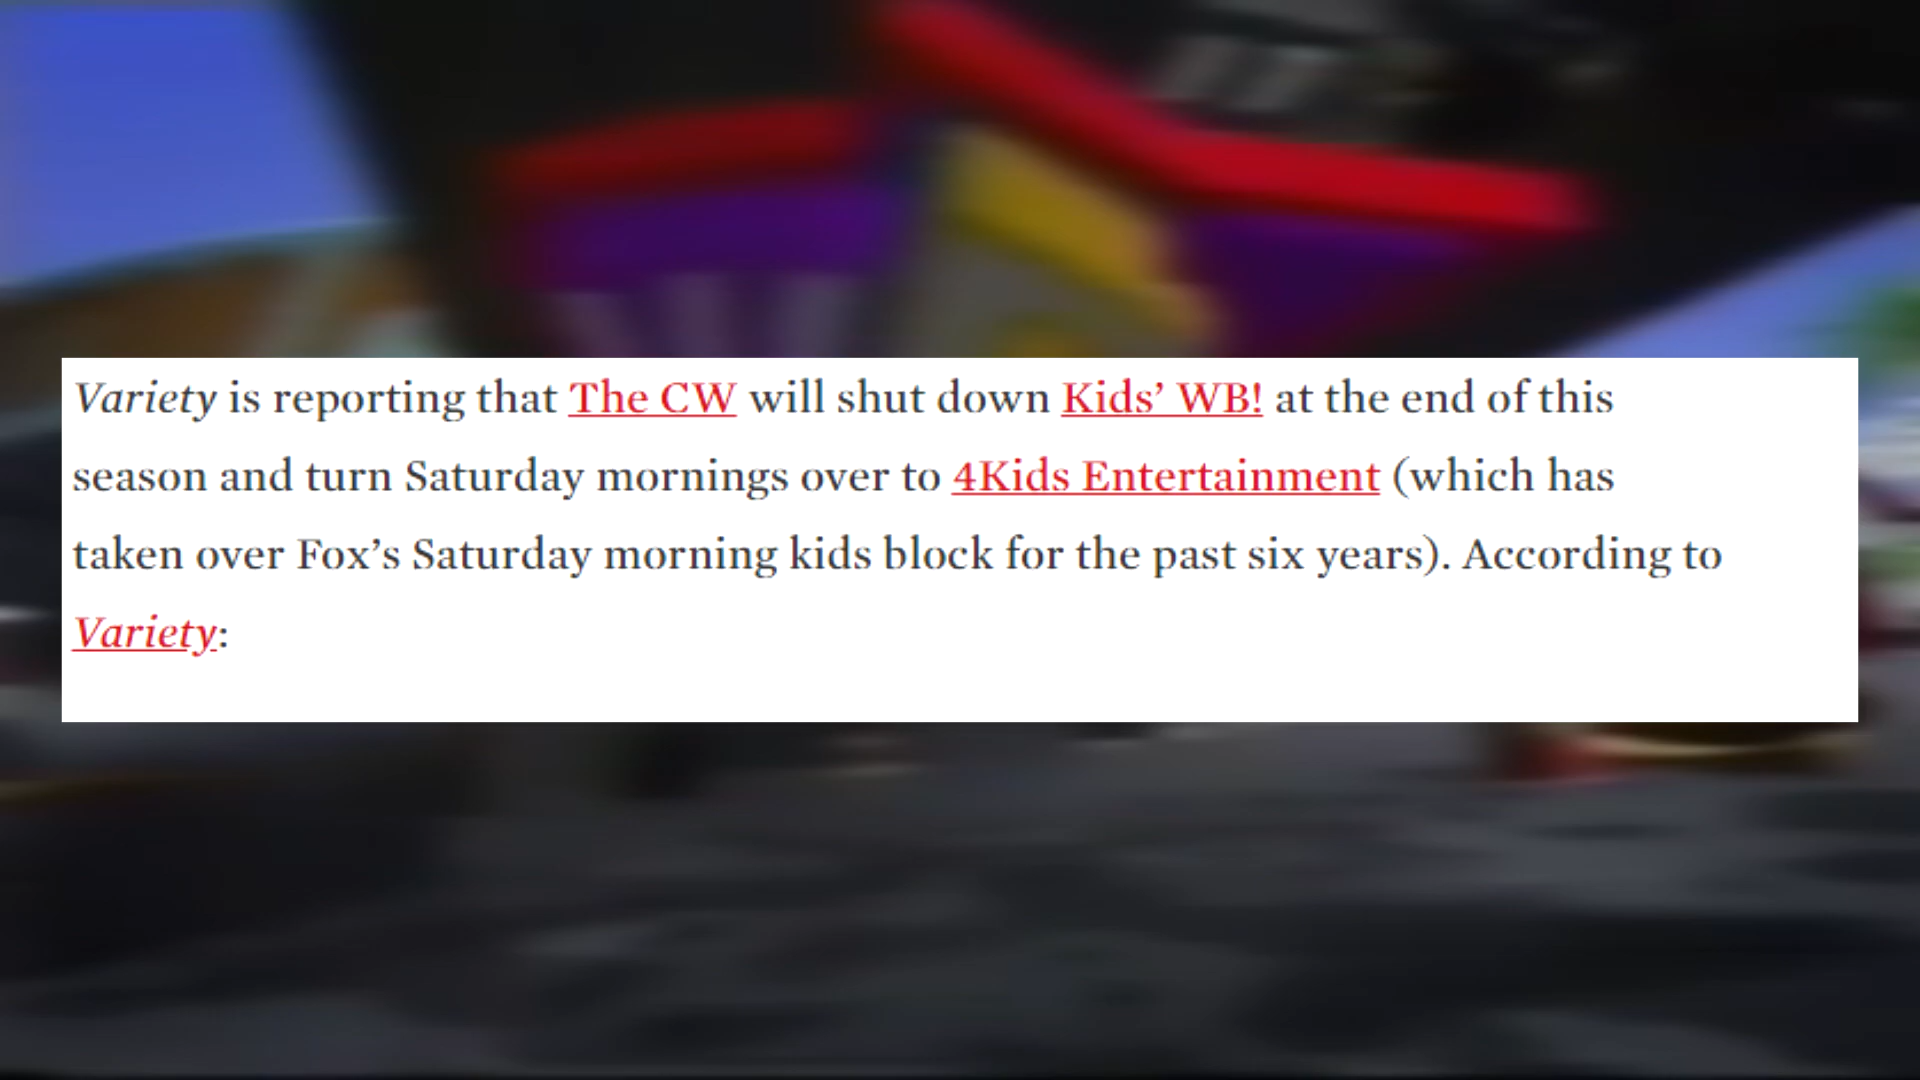 Variety is reporting that The CW will shut down Kids’ WB! at the end of this
season and turn Saturday mornings over to 4Kids Entertainment (which has
taken over Fox’s Saturday morning kids block for the past six years). According to
Variety: